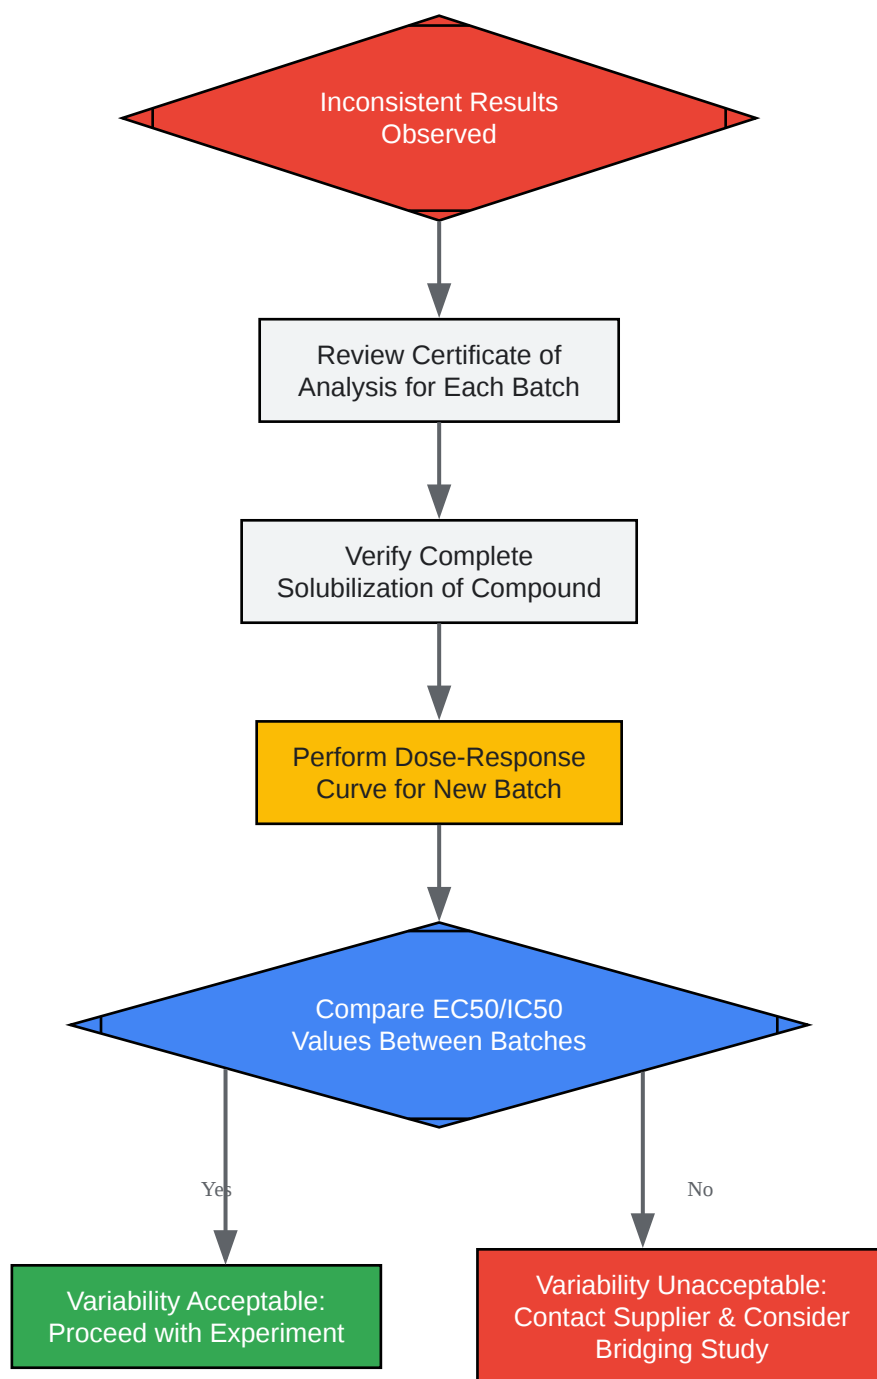 Inconsistent Results
Observed
Review Certificate of
Analysis for Each Batch
Verify Complete
Solubilization of Compound
Perform Dose-Response
Curve for New Batch
Compare EC50/IC50
Values Between Batches
Yes
No
Variability Acceptable:
Proceed with Experiment
Variability Unacceptable:
Contact Supplier & Consider
Bridging Study